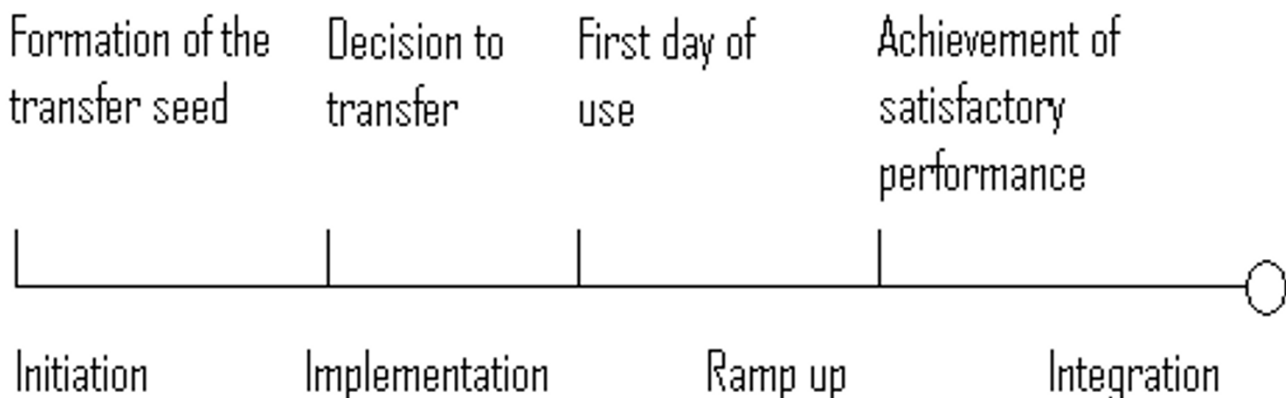 Formation of the
transfer seed
Decision to
transfer
First day of
use
Achievement of
satisfactory
performance
Initiation
Implementation
Ramp up
Integration